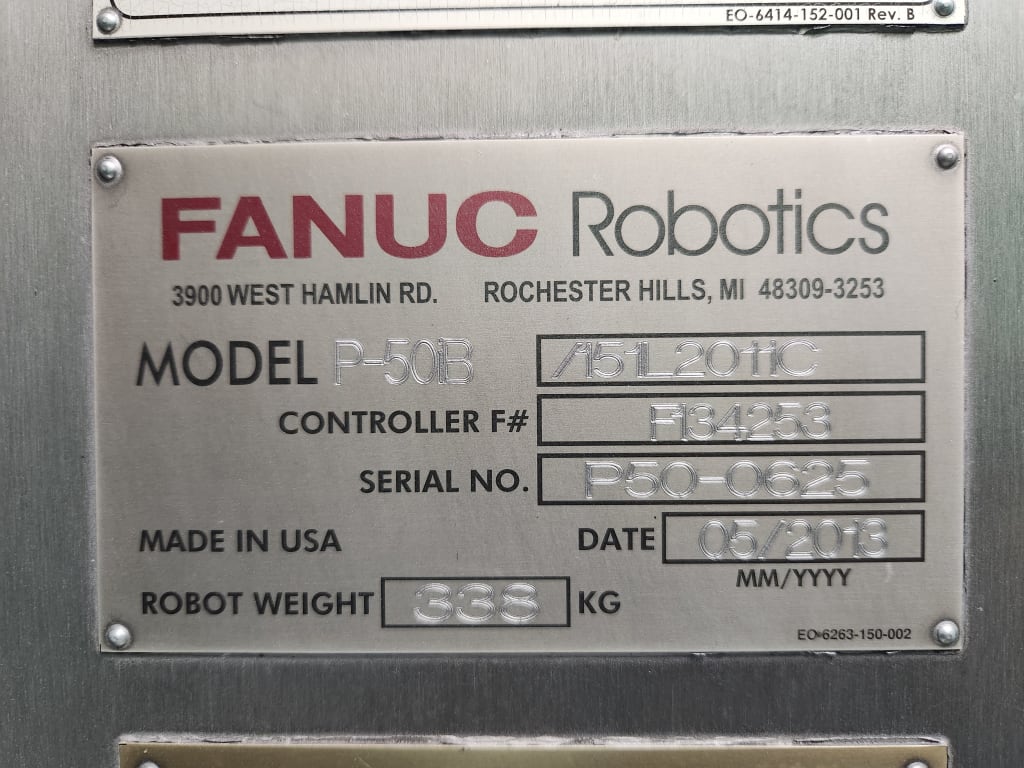 EO-6414-152-001 Rev. B
FANUC Robotics
3900 WEST HAMLIN RD. ROCHESTER HILLS, MI 48309-3253
MODEL P-50iB /151L2011C
CONTROLLER F# F134253
SERIAL NO. P50-0625
MADE IN USA DATE 05/2013
MM/YYYY
ROBOT WEIGHT 338 KG
EO-6263-150-002